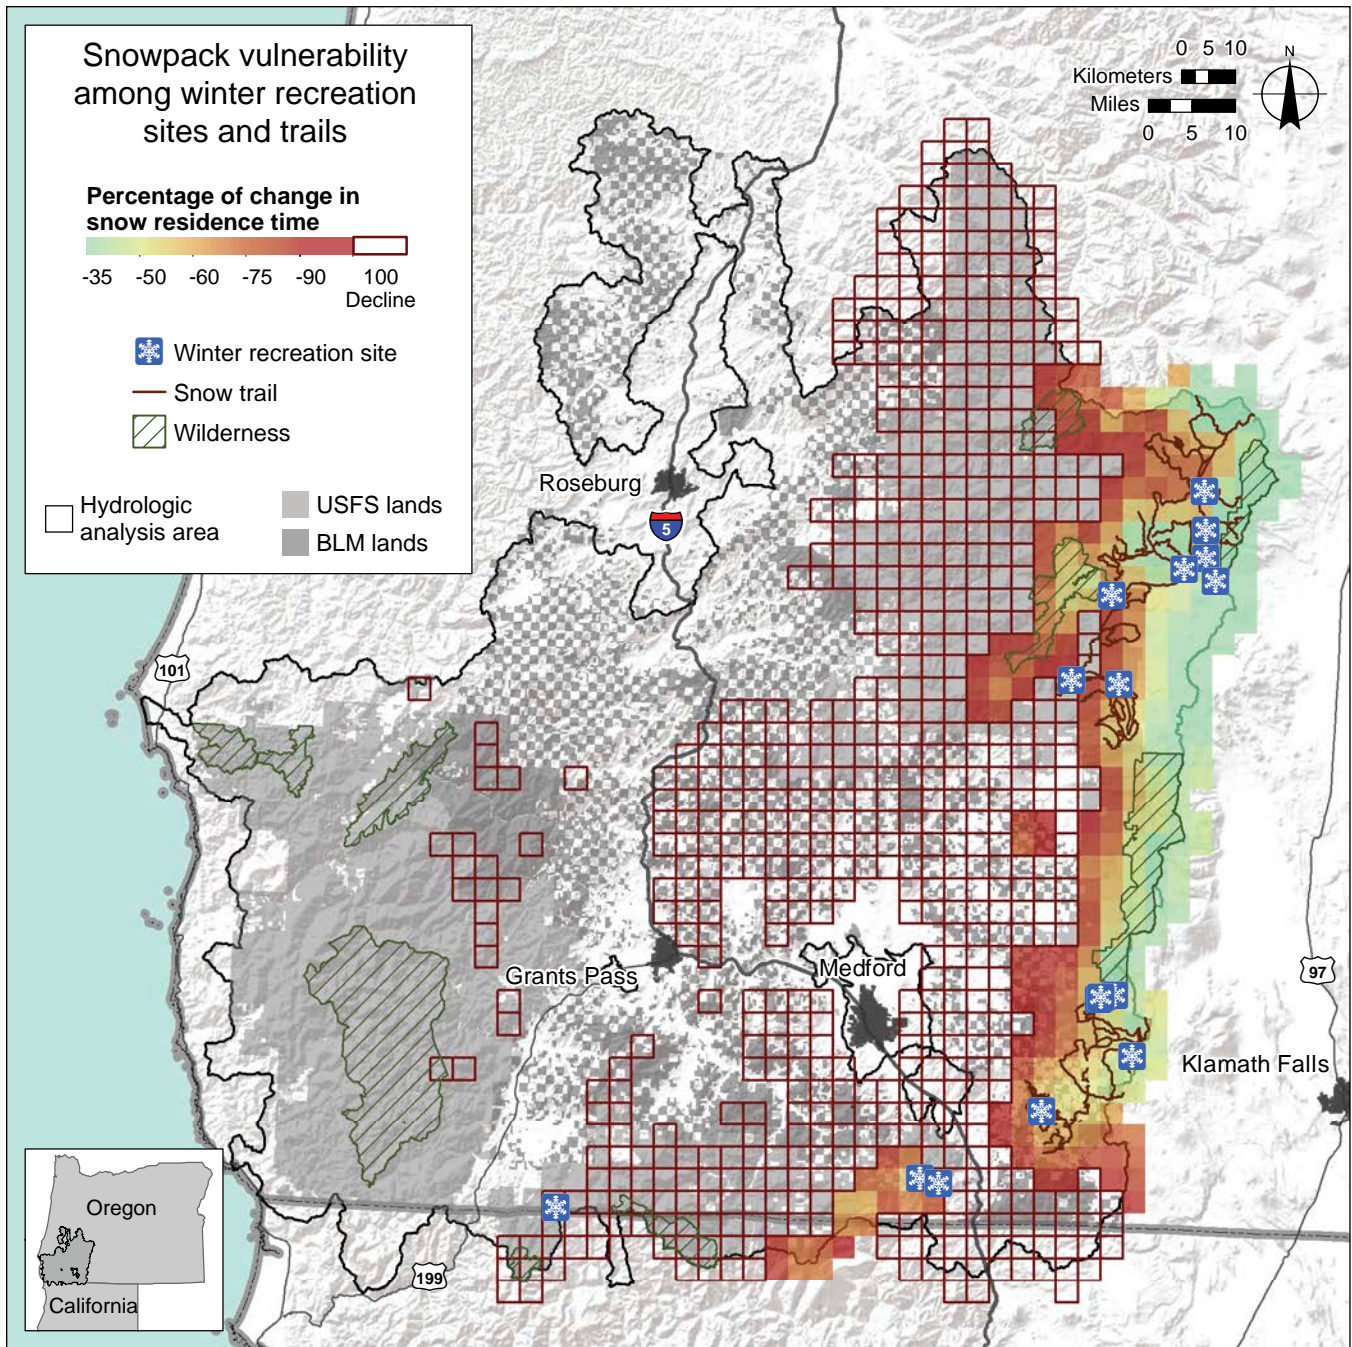 Snowpack vulnerability
among winter recreation
sites and trails
Percentage of change in
snow residence time
-35 -50 -60 -75 -90 100
Decline
Winter recreation site
Snow trail
Wilderness
Hydrologic
analysis area
USFS lands
BLM lands
0 5 10
Kilometers
Miles
0 5 10
N
Roseburg
5
101
Grants Pass
Medford
97
Klamath Falls
199
Oregon
California